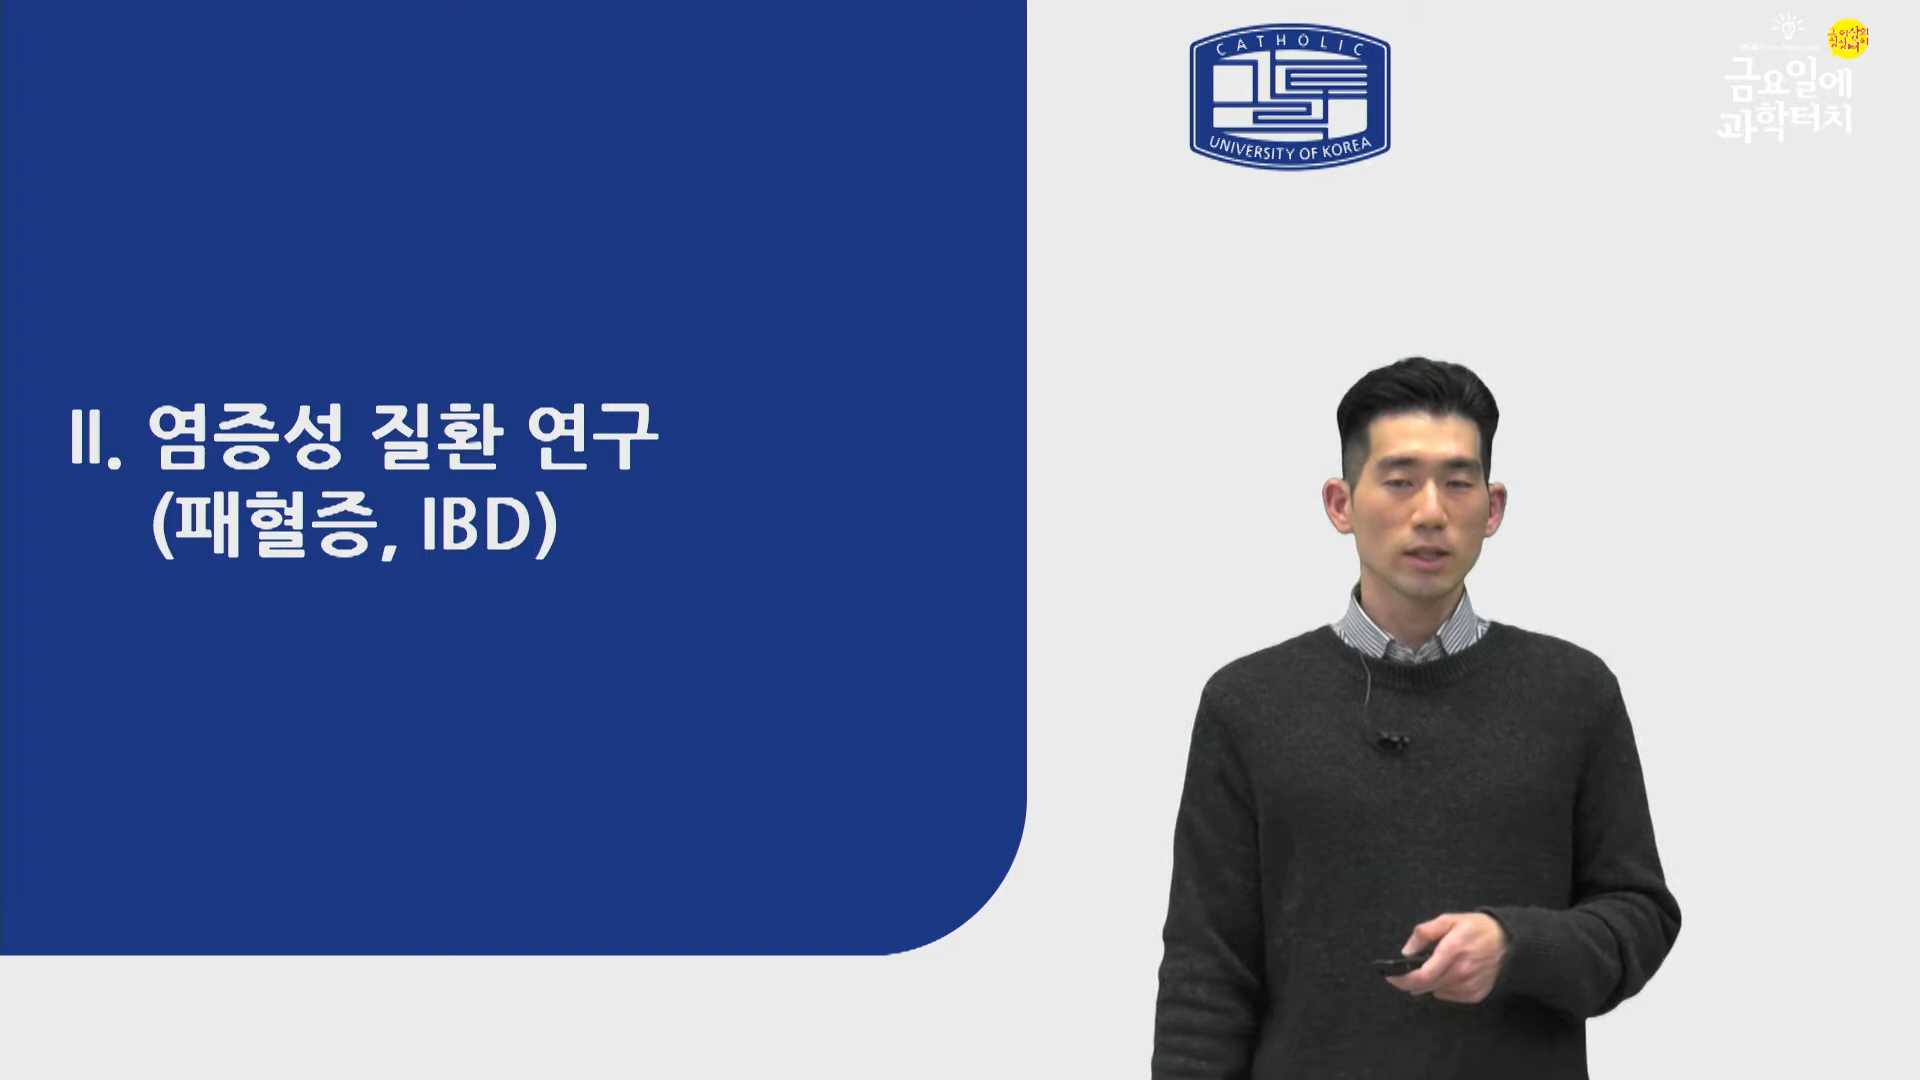 CATHOLIC
UNIVERSITY OF KOREA
금요일에
과학터치
II. 염증성 질환 연구
(패혈증, IBD)